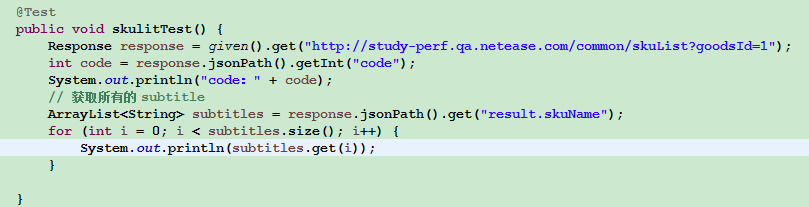 @Test
public void skulitTest() {
Response response = given().get("http://study-perf.qa.netease.com/common/skuList?goodsId=1");
int code = response.jsonPath().getInt("code");
System.out.println("code: " + code);
// 获取所有的 subtitle
ArrayList<String> subtitles = response.jsonPath().get("result.skuName");
for (int i = 0; i < subtitles.size(); i++) {
System.out.println(subtitles.get(i));
}
}